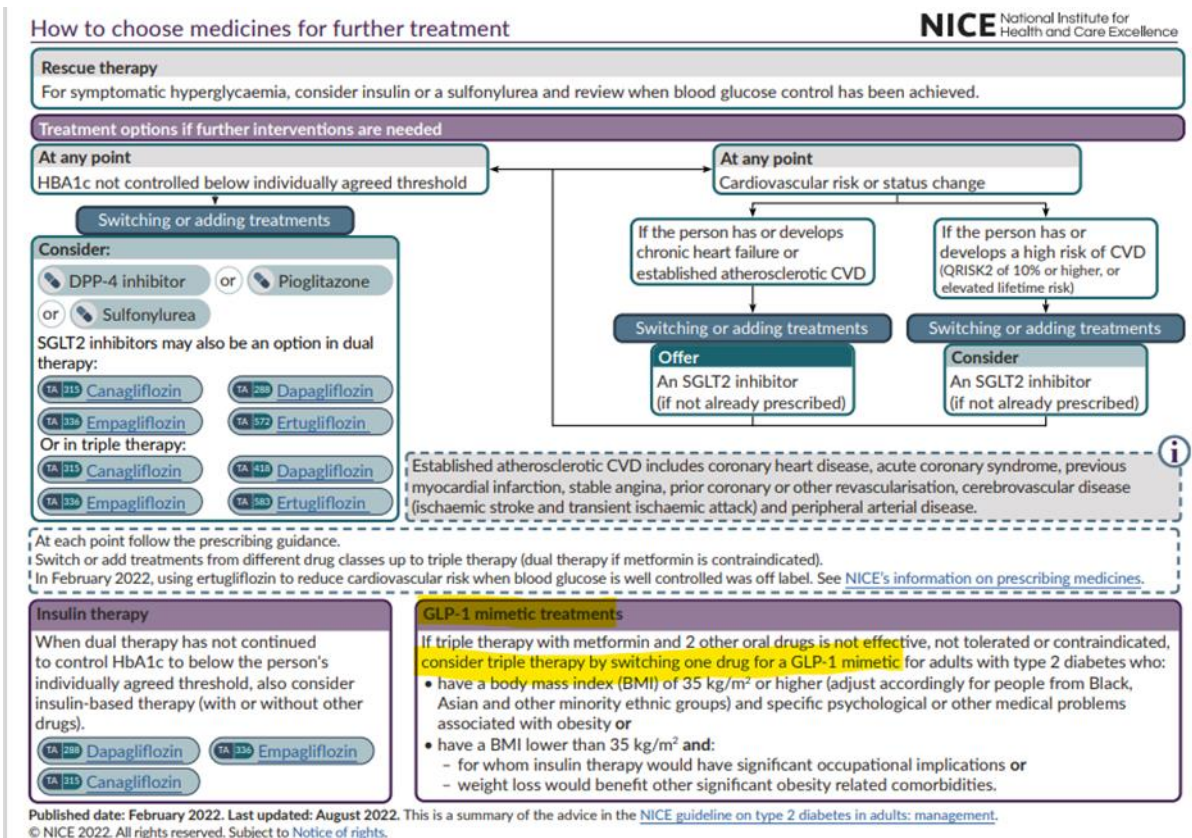 How to choose medicines for further treatment
NICE National Institute for
Health and Care Excellence
Rescue therapy
For symptomatic hyperglycaemia, consider insulin or a sulfonylurea and review when blood glucose control has been achieved.
Treatment options if further interventions are needed
At any point
HBA1c not controlled below individually agreed threshold
Switching or adding treatments
Consider:
DPP-4 inhibitor or Pioglitazone
or Sulfonylurea
SGLT2 inhibitors may also be an option in dual
therapy:
TA 315 Canagliflozin TA 288 Dapagliflozin
TA 336 Empagliflozin TA 572 Ertugliflozin
Or in triple therapy:
TA 315 Canagliflozin TA 418 Dapagliflozin
TA 336 Empagliflozin TA 583 Ertugliflozin
At any point
Cardiovascular risk or status change
If the person has or develops
chronic heart failure or
established atherosclerotic CVD
Switching or adding treatments
Offer
An SGLT2 inhibitor
(if not already prescribed)
If the person has or
develops a high risk of CVD
(QRISK2 of 10% or higher, or
elevated lifetime risk)
Switching or adding treatments
Consider
An SGLT2 inhibitor
(if not already prescribed)
i
Established atherosclerotic CVD includes coronary heart disease, acute coronary syndrome, previous
myocardial infarction, stable angina, prior coronary or other revascularisation, cerebrovascular disease
(ischaemic stroke and transient ischaemic attack) and peripheral arterial disease.
At each point follow the prescribing guidance.
Switch or add treatments from different drug classes up to triple therapy (dual therapy if metformin is contraindicated).
In February 2022, using ertugliflozin to reduce cardiovascular risk when blood glucose is well controlled was off label. See NICE's information on prescribing medicines.
Insulin therapy
When dual therapy has not continued
to control HbA1c to below the person's
individually agreed threshold, also consider
insulin-based therapy (with or without other
drugs).
TA 288 Dapagliflozin TA 336 Empagliflozin
TA 315 Canagliflozin
GLP-1 mimetic treatments
If triple therapy with metformin and 2 other oral drugs is not effective, not tolerated or contraindicated,
consider triple therapy by switching one drug for a GLP-1 mimetic for adults with type 2 diabetes who:
• have a body mass index (BMI) of 35 kg/m² or higher (adjust accordingly for people from Black,
Asian and other minority ethnic groups) and specific psychological or other medical problems
associated with obesity or
• have a BMI lower than 35 kg/m² and:
– for whom insulin therapy would have significant occupational implications or
– weight loss would benefit other significant obesity related comorbidities.
Published date: February 2022. Last updated: August 2022. This is a summary of the advice in the NICE guideline on type 2 diabetes in adults: management.
© NICE 2022. All rights reserved. Subject to Notice of rights.